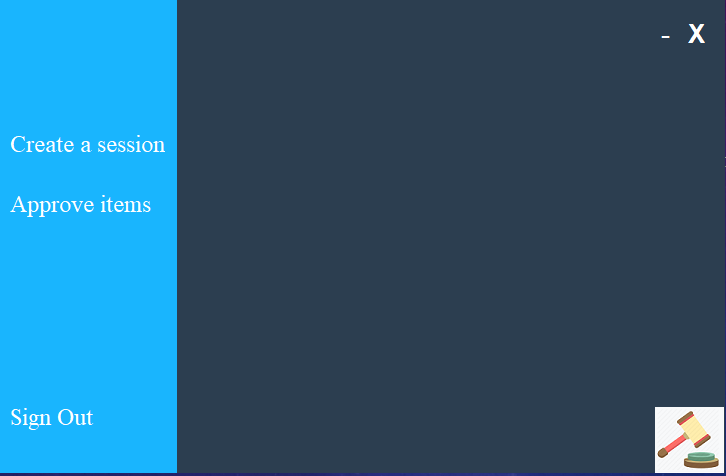 - X
Create a session
Approve items
Sign Out